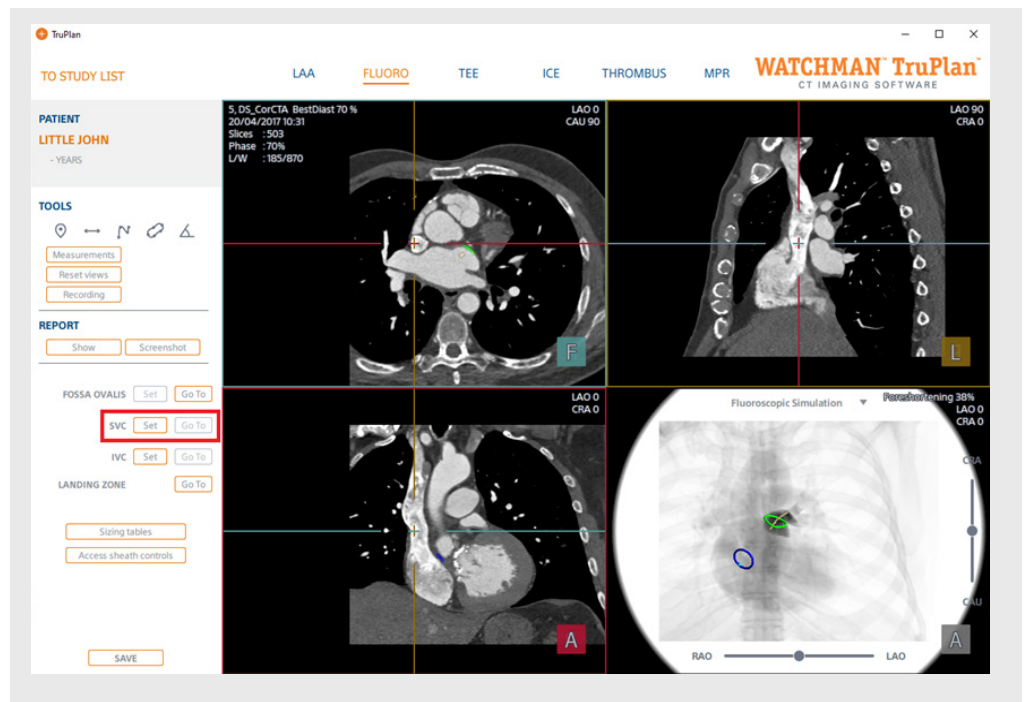 TruPlan
TO STUDY LIST
LAA FLUORO TEE ICE THROMBUS MPR
WATCHMAN™ TruPlan™
CT IMAGING SOFTWARE
PATIENT
LITTLE JOHN
- YEARS
TOOLS
Measurements
Reset views
Recording
REPORT
Show Screenshot
FOSSA OVALIS Set Go To
SVC Set Go To
IVC Set Go To
LANDING ZONE Go To
Sizing tables
Access sheath controls
SAVE
5, DS_CorCTA BestDiast 70 %
20/04/2017 10:31
Slices :503
Phase :70%
L/W :185/870
LAO 0
CAU 90
F
LAO 90
CRA 0
L
LAO 0
CRA 0
A
Fluoroscopic Simulation
Foreshortening 38%
LAO 0
CRA 0
CRA
CAU
RAO LAO
A